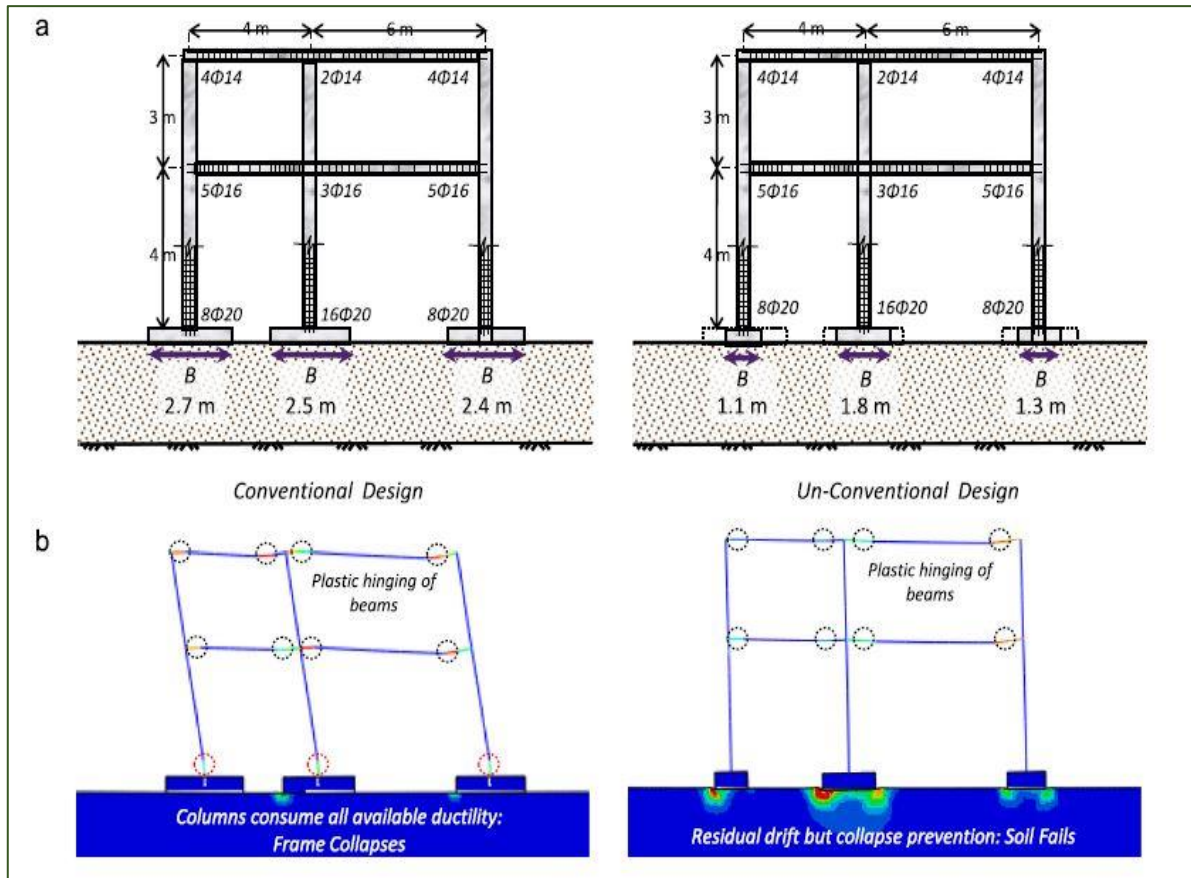 a
4 m 6 m 4 m 6 m
4Φ14 2Φ14 4Φ14 4Φ14 2Φ14 4Φ14
3 m 3 m
5Φ16 3Φ16 5Φ16 5Φ16 3Φ16 5Φ16
4 m 4 m
8Φ20 16Φ20 8Φ20 8Φ20 16Φ20 8Φ20
B B B B B B
2.7 m 2.5 m 2.4 m 1.1 m 1.8 m 1.3 m
Conventional Design Un-Conventional Design
b
Plastic hinging of
beams
Plastic hinging of
beams
Columns consume all available ductility:
Frame Collapses
Residual drift but collapse prevention: Soil Fails